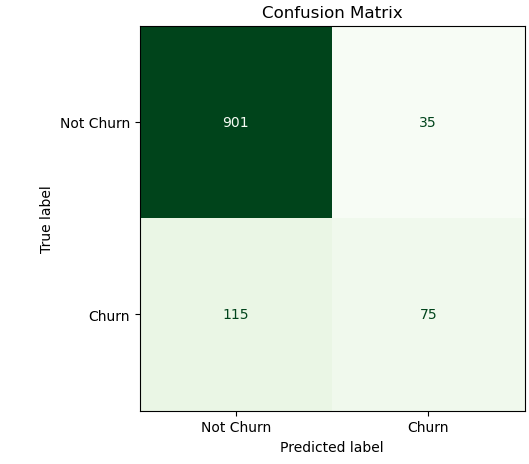 Confusion Matrix
True label
Not Churn
901
35
Churn
115
75
Not Churn
Churn
Predicted label